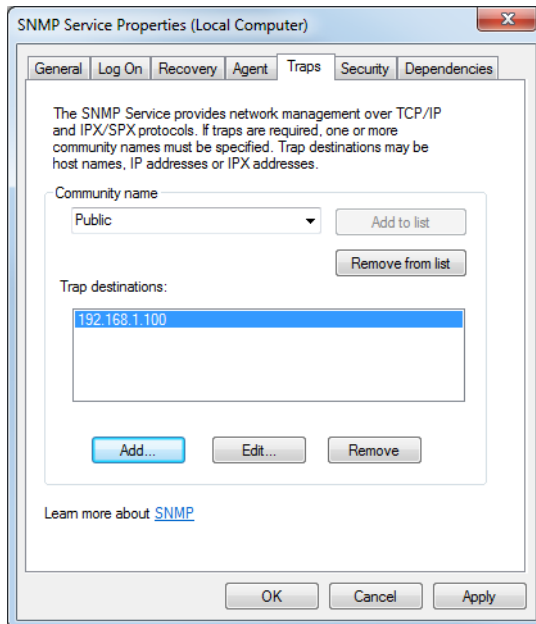 SNMP Service Properties (Local Computer)
General Log On Recovery Agent Traps Security Dependencies
The SNMP Service provides network management over TCP/IP
and IPX/SPX protocols. If traps are required, one or more
community names must be specified. Trap destinations may be
host names, IP addresses or IPX addresses.
Community name
Public Add to list
Remove from list
Trap destinations:
192.168.1.100
Add... Edit... Remove
Learn more about SNMP
OK Cancel Apply